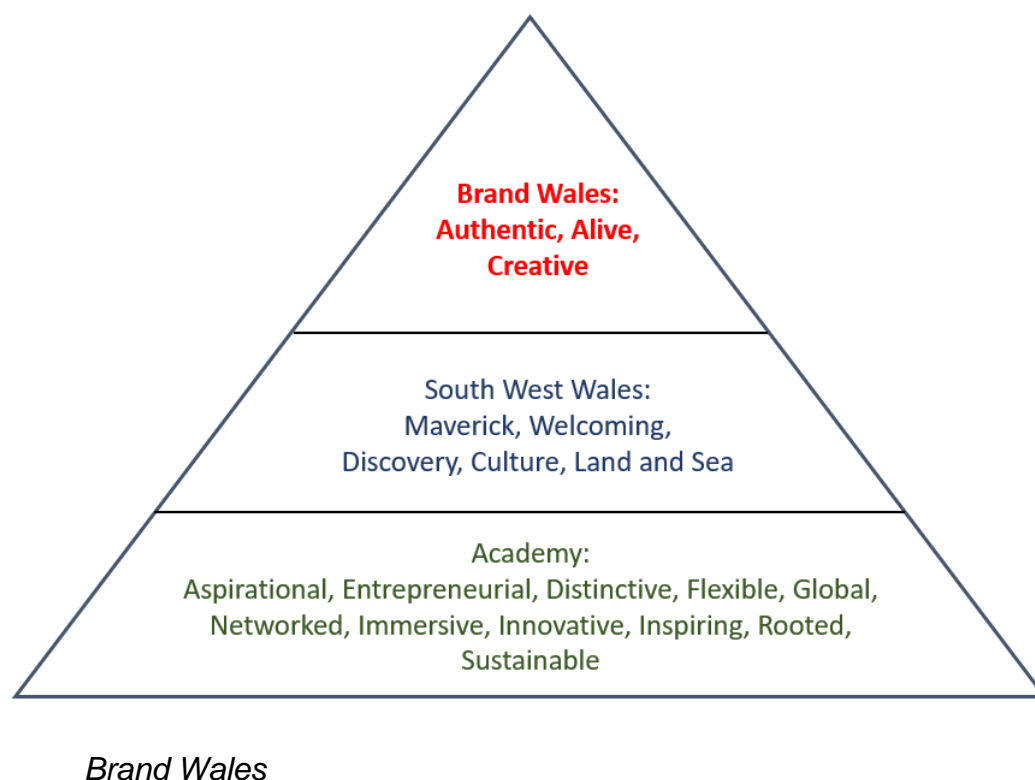 Brand Wales:
Authentic, Alive,
Creative
South West Wales:
Maverick, Welcoming,
Discovery, Culture, Land and Sea
Academy:
Aspirational, Entrepreneurial, Distinctive, Flexible, Global,
Networked, Immersive, Innovative, Inspiring, Rooted,
Sustainable
Brand Wales